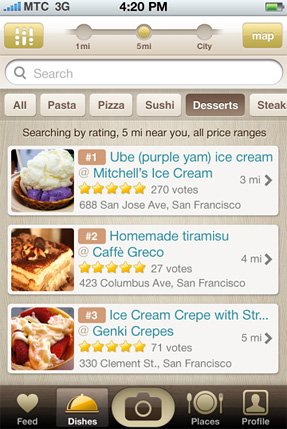 MTC 3G 4:20 PM
1mi 5mi City map
Search
All Pasta Pizza Sushi Desserts Steak
Searching by rating, 5 mi near you, all price ranges
#1 Ube (purple yam) ice cream
@ Mitchell's Ice Cream
270 votes 3 mi
688 San Jose Ave, San Francisco
#2 Homemade tiramisu
@ Caffè Greco
27 votes 4 mi
423 Columbus Ave, San Francisco
#3 Ice Cream Crepe with Str...
@ Genki Crepes
71 votes 5 mi
330 Clement St., San Francisco
Feed Dishes Places Profile